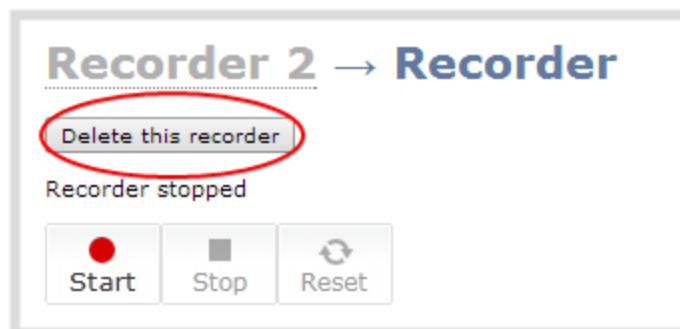 Recorder 2 → Recorder
Delete this recorder
Recorder stopped
Start Stop Reset